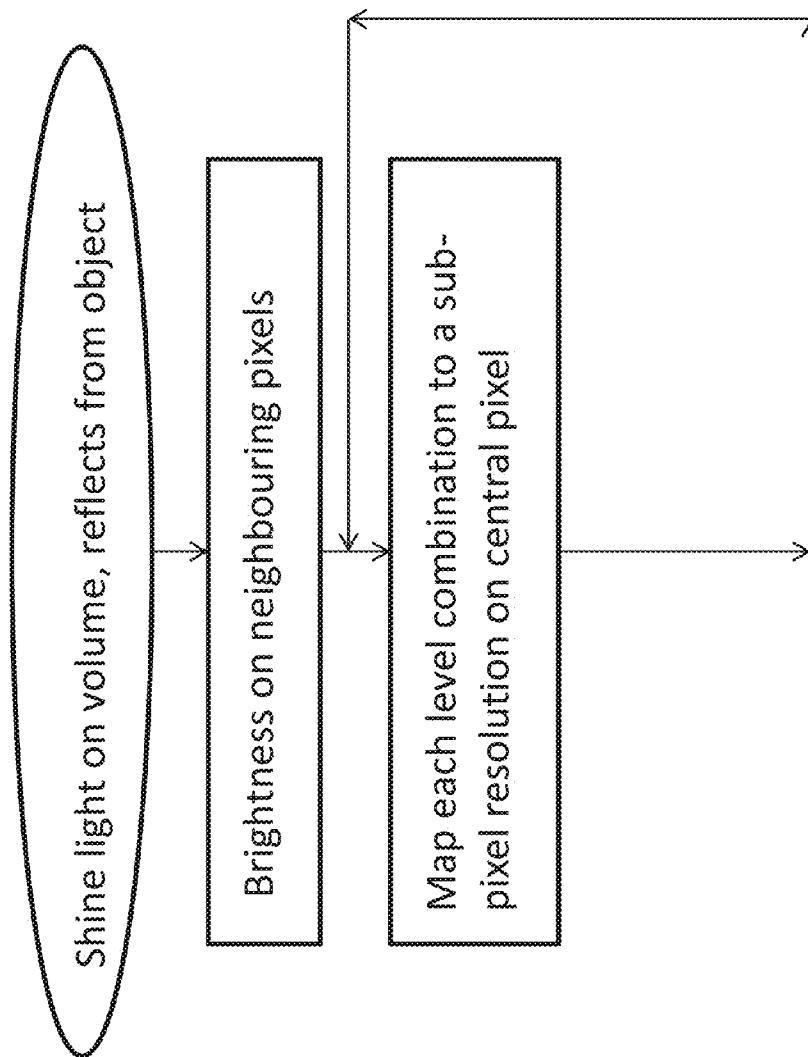 Shine light on volume, reflects from object
Brightness on neighbouring pixels
Map each level combination to a sub-
pixel resolution on central pixel